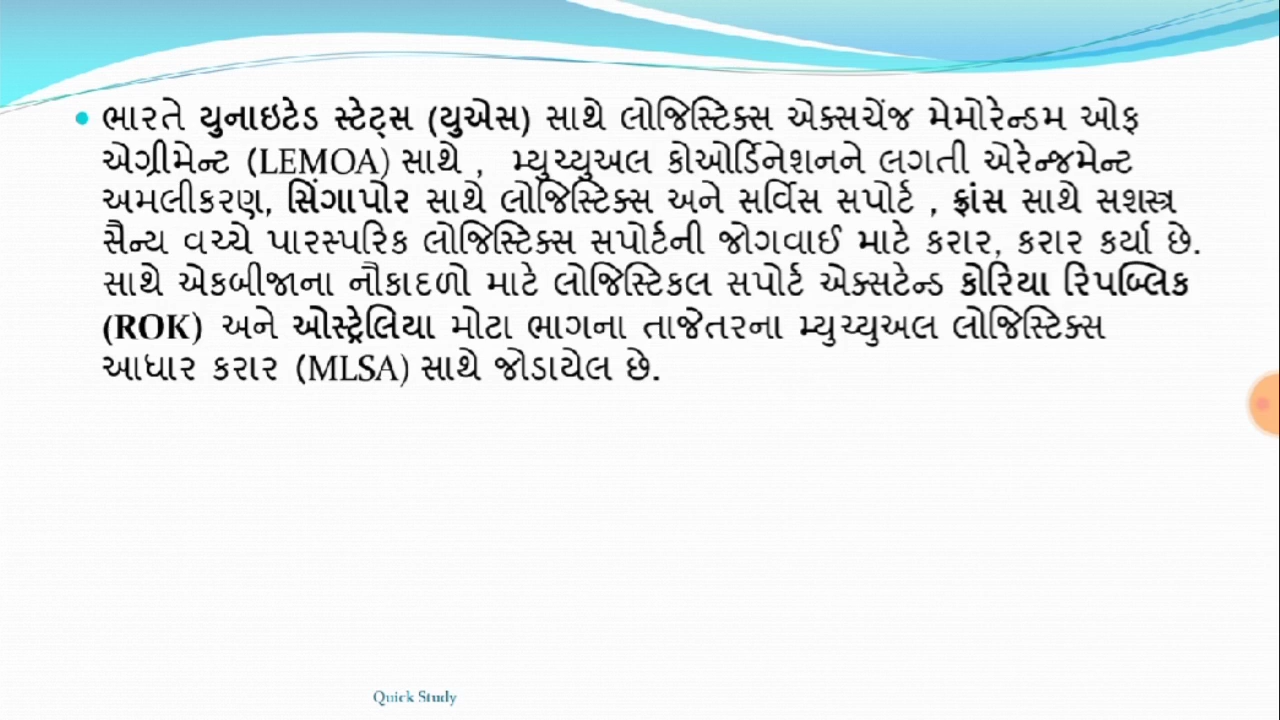 • ભારતે યુનાઇટેડ સ્ટેટ્સ (યુએસ) સાથે લોજિસ્ટિક્સ એક્સચેંજ મેમોરેન્ડમ ઓફ
એગ્રીમેન્ટ (LEMOA) સાથે , મ્યુચ્યુઅલ કોઓર્ડિનેશનને લગતી એરેન્જમેન્ટ
અમલીકરણ, સિંગાપોર સાથે લોજિસ્ટિક્સ અને સર્વિસ સપોર્ટ , ફ્રાંસ સાથે સશસ્ત્ર
સૈન્ય વચ્ચે પારસ્પરિક લોજિસ્ટિક્સ સપોર્ટની જોગવાઈ માટે કરાર, કરાર કર્યા છે.
સાથે એકબીજાના નૌકાદળો માટે લોજિસ્ટિકલ સપોર્ટ એક્સટેન્ડ કોરિયા રિપબ્લિક
(ROK) અને ઓસ્ટ્રેલિયા મોટા ભાગના તાજેતરના મ્યુચ્યુઅલ લોજિસ્ટિક્સ
આધાર કરાર (MLSA) સાથે જોડાયેલ છે.
Quick Study